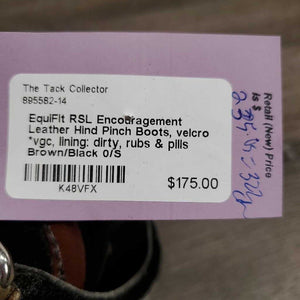 The Tack Collector
895582-14
EquiFit RSL Encouragement
Leather Hind Pinch Boots, velcro
*vgc, lining: dirty, rubs & pills
Brown/Black O/S
K48VFX
$175.00
Retail (New) Price
is $